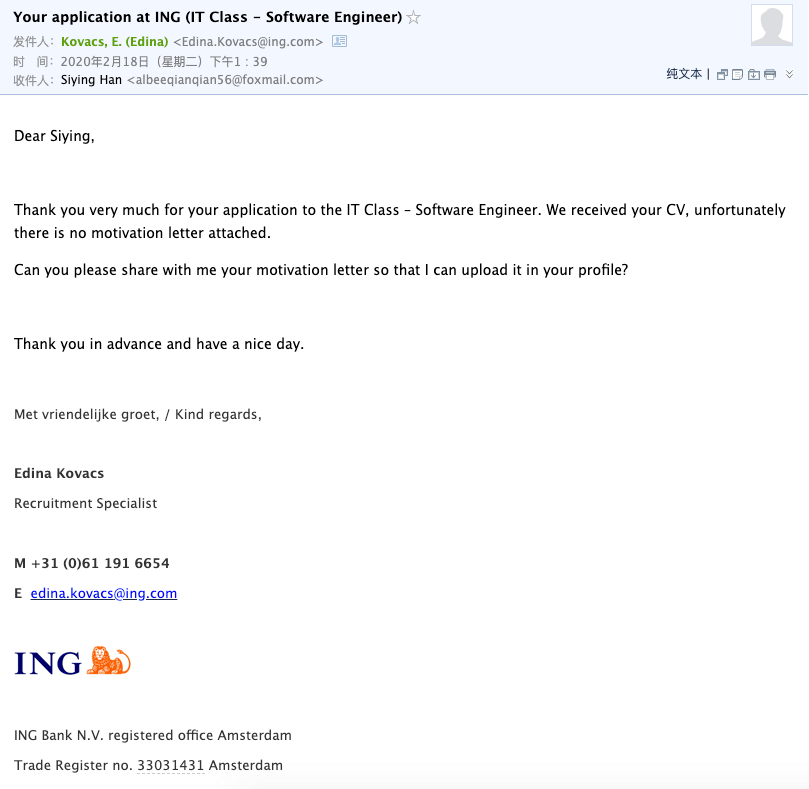 Your application at ING (IT Class – Software Engineer) ☆
发件人：Kovacs, E. (Edina) <Edina.Kovacs@ing.com>
时 间：2020年2月18日（星期二）下午1：39
收件人：Siying Han <albeeqianqian56@foxmail.com>
纯文本 |
Dear Siying,
Thank you very much for your application to the IT Class – Software Engineer. We received your CV, unfortunately
there is no motivation letter attached.
Can you please share with me your motivation letter so that I can upload it in your profile?
Thank you in advance and have a nice day.
Met vriendelijke groet, / Kind regards,
Edina Kovacs
Recruitment Specialist
M +31 (0)61 191 6654
E edina.kovacs@ing.com
ING
ING Bank N.V. registered office Amsterdam
Trade Register no. 33031431 Amsterdam